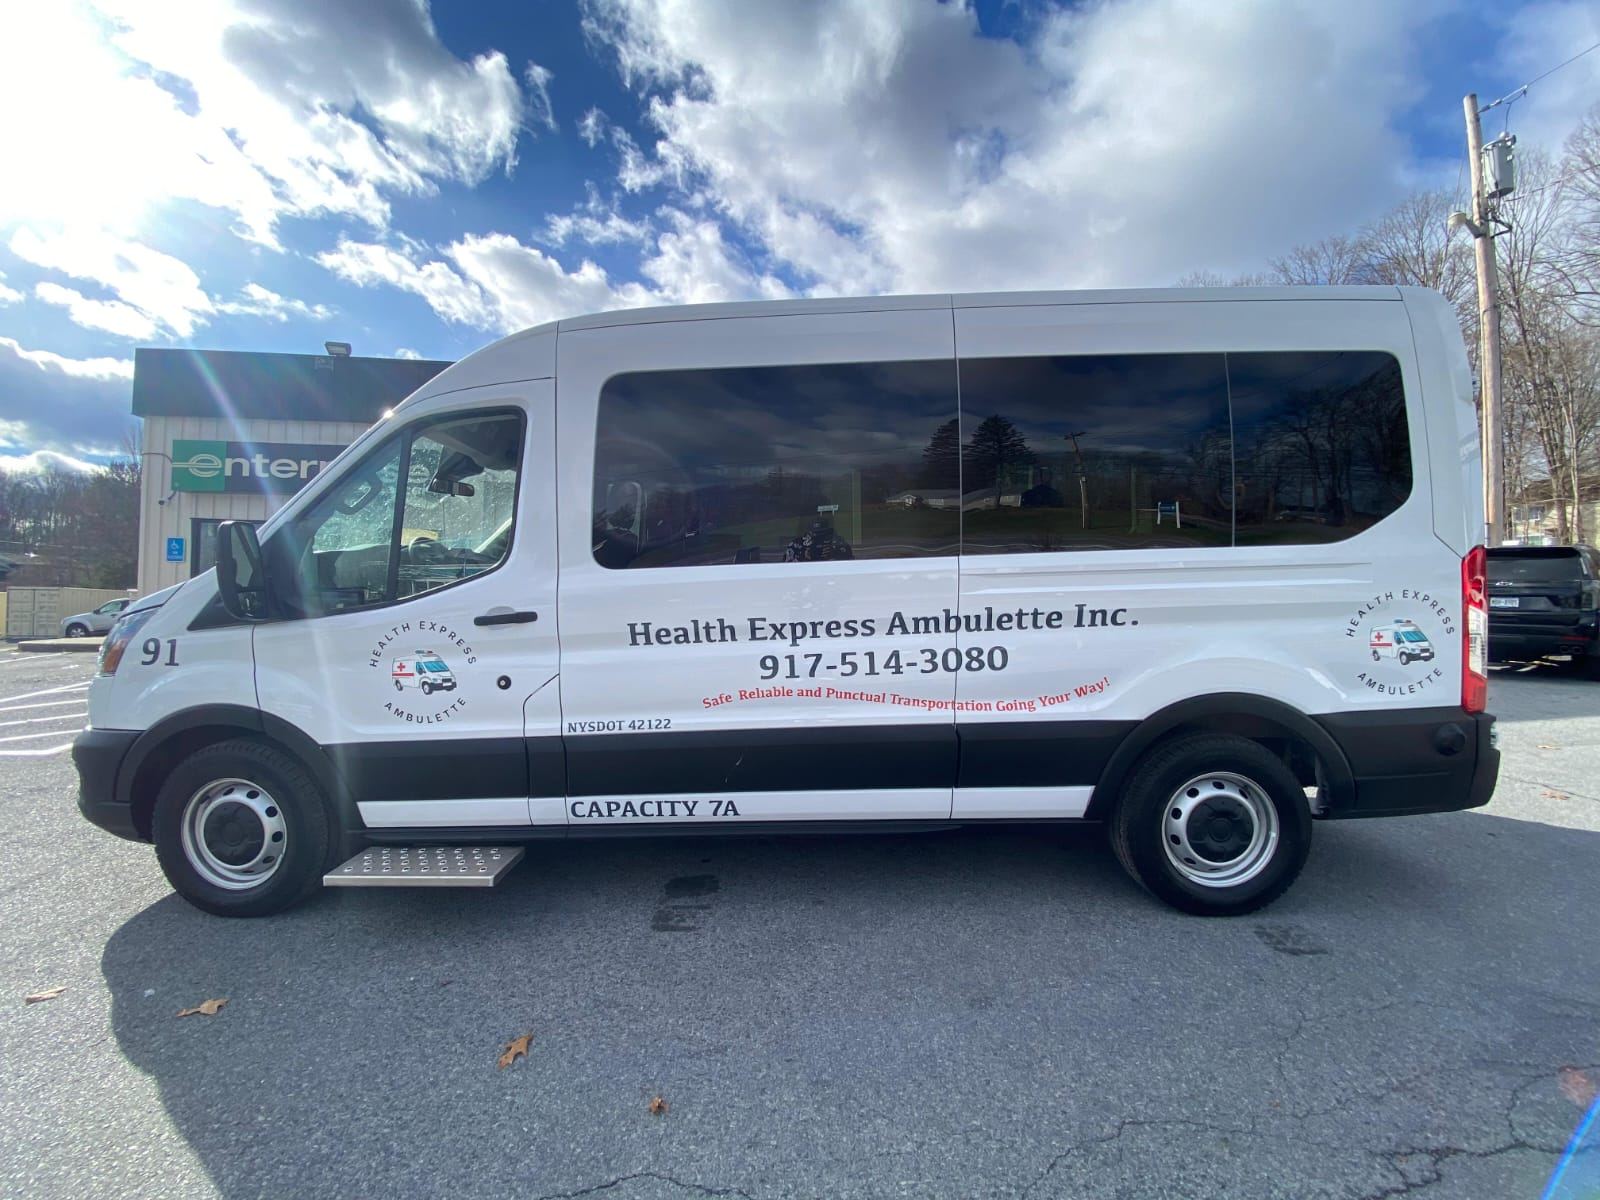 enter
91
HEALTH EXPRESS
AMBULETTE
Health Express Ambulette Inc.
917-514-3080
Safe Reliable and Punctual Transportation Going Your Way!
NYSDOT 42122
CAPACITY 7A
HEALTH EXPRESS
AMBULETTE